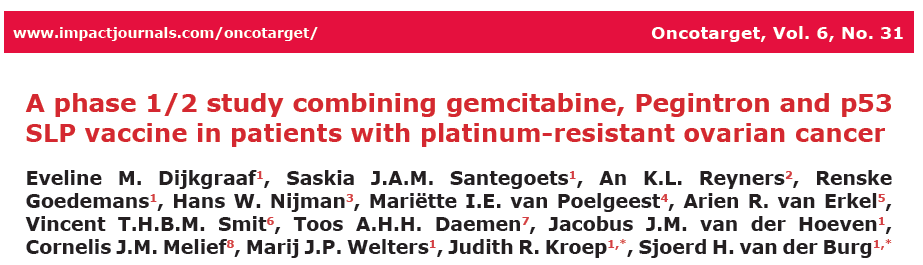 www.impactjournals.com/oncotarget/ Oncotarget, Vol. 6, No. 31
A phase 1/2 study combining gemcitabine, Pegintron and p53
SLP vaccine in patients with platinum-resistant ovarian cancer
Eveline M. Dijkgraaf1, Saskia J.A.M. Santegoets1, An K.L. Reyners2, Renske
Goedemans1, Hans W. Nijman3, Mariëtte I.E. van Poelgeest4, Arien R. van Erkel5,
Vincent T.H.B.M. Smit6, Toos A.H.H. Daemen7, Jacobus J.M. van der Hoeven1,
Cornelis J.M. Melief8, Marij J.P. Welters1, Judith R. Kroep1,*, Sjoerd H. van der Burg1,*